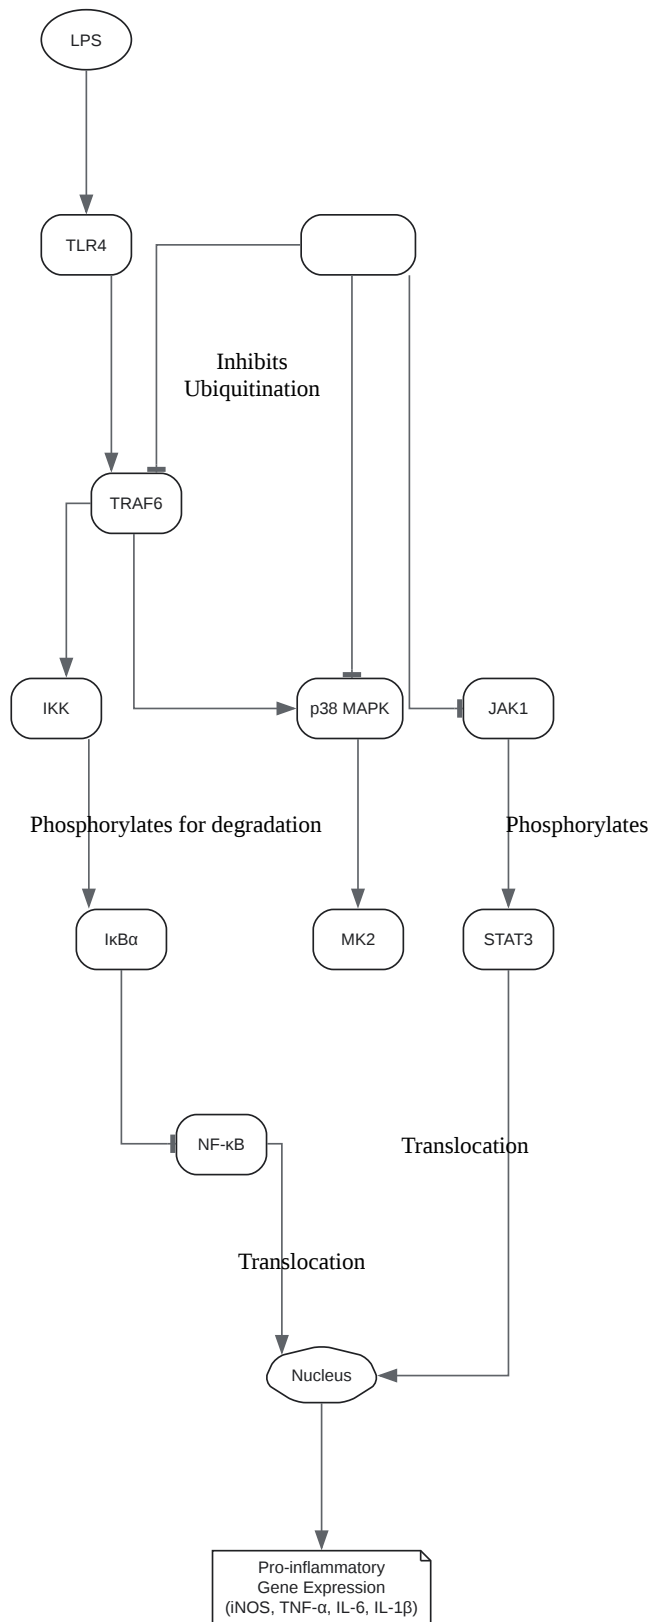 LPS
TLR4
Inhibits
Ubiquitination
TRAF6
IKK
p38 MAPK
JAK1
Phosphorylates for degradation
Phosphorylates
IκBα
MK2
STAT3
NF-κB
Translocation
Translocation
Nucleus
Pro-inflammatory
Gene Expression
(iNOS, TNF-α, IL-6, IL-1β)